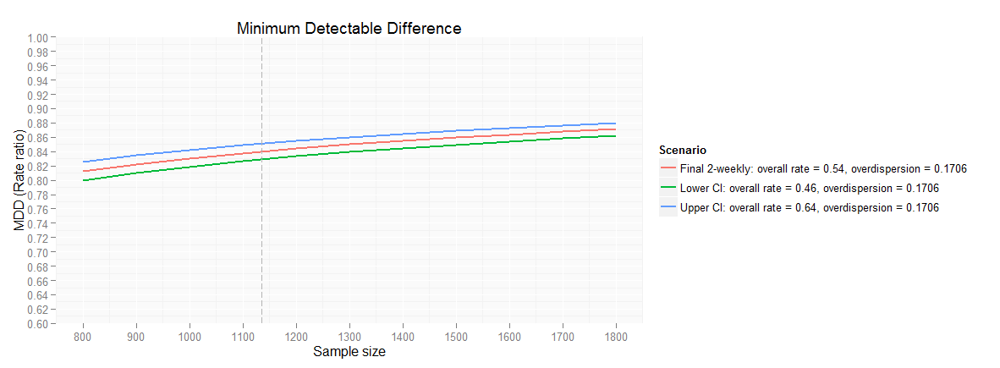 Minimum Detectable Difference
MDD (Rate ratio)
1.00
0.98
0.96
0.94
0.92
0.90
0.88
0.86
0.84
0.82
0.80
0.78
0.76
0.74
0.72
0.70
0.68
0.66
0.64
0.62
0.60
800 900 1000 1100 1200 1300 1400 1500 1600 1700 1800
Sample size
Scenario
Final 2-weekly: overall rate = 0.54, overdispersion = 0.1706
Lower CI: overall rate = 0.46, overdispersion = 0.1706
Upper CI: overall rate = 0.64, overdispersion = 0.1706